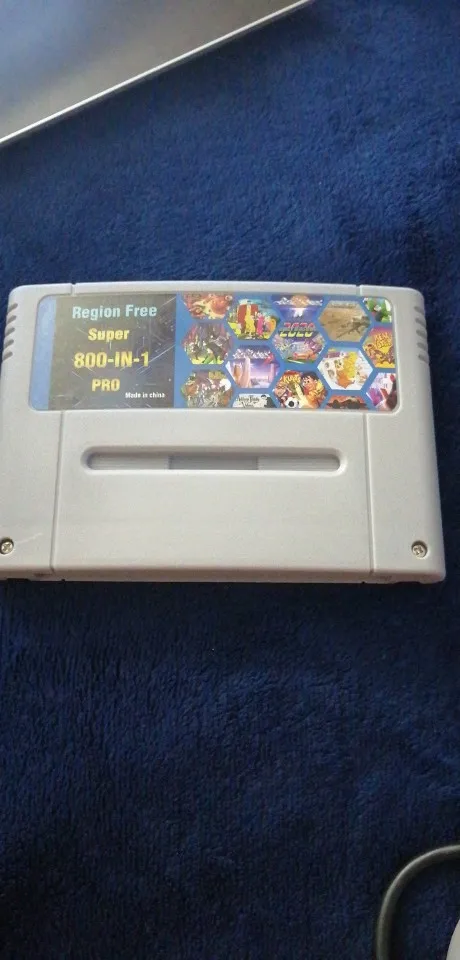 Region Free
Super
800-IN-1
PRO
Made in china